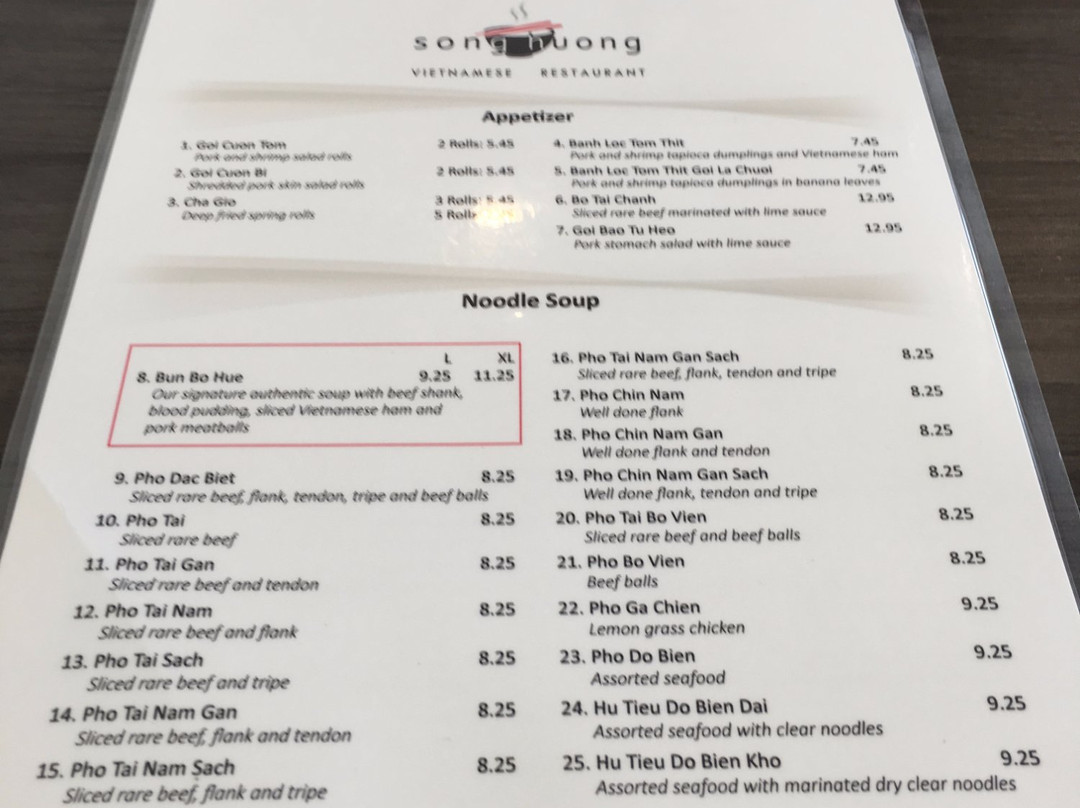 song huong
VIETNAMESE RESTAURANT
Appetizer
1. Goi Cuon Tom 2 Rolls: 5.45
Pork and shrimp salad rolls
2. Goi Cuon Bi 2 Rolls: 5.45
Shredded pork skin salad rolls
3. Cha Gio 3 Rolls: 5.45
Deep fried spring rolls 5 Rolls
4. Banh Loc Tom Thit 7.45
Pork and shrimp tapioca dumplings and Vietnamese ham
5. Banh Loc Tom Thit Goi La Chuoi 7.45
Pork and shrimp tapioca dumplings in banana leaves
6. Bo Tai Chanh 12.95
Sliced rare beef marinated with lime sauce
7. Goi Bao Tu Heo 12.95
Pork stomach salad with lime sauce
Noodle Soup
L XL
8. Bun Bo Hue 9.25 11.25
Our signature authentic soup with beef shank,
blood pudding, sliced Vietnamese ham and
pork meatballs
9. Pho Dac Biet 8.25
Sliced rare beef, flank, tendon, tripe and beef balls
10. Pho Tai 8.25
Sliced rare beef
11. Pho Tai Gan 8.25
Sliced rare beef and tendon
12. Pho Tai Nam 8.25
Sliced rare beef and flank
13. Pho Tai Sach 8.25
Sliced rare beef and tripe
14. Pho Tai Nam Gan 8.25
Sliced rare beef, flank and tendon
15. Pho Tai Nam Sach 8.25
Sliced rare beef, flank and tripe
16. Pho Tai Nam Gan Sach 8.25
Sliced rare beef, flank, tendon and tripe
17. Pho Chin Nam 8.25
Well done flank
18. Pho Chin Nam Gan 8.25
Well done flank and tendon
19. Pho Chin Nam Gan Sach 8.25
Well done flank, tendon and tripe
20. Pho Tai Bo Vien 8.25
Sliced rare beef and beef balls
21. Pho Bo Vien 8.25
Beef balls
22. Pho Ga Chien 9.25
Lemon grass chicken
23. Pho Do Bien 9.25
Assorted seafood
24. Hu Tieu Do Bien Dai 9.25
Assorted seafood with clear noodles
25. Hu Tieu Do Bien Kho 9.25
Assorted seafood with marinated dry clear noodles